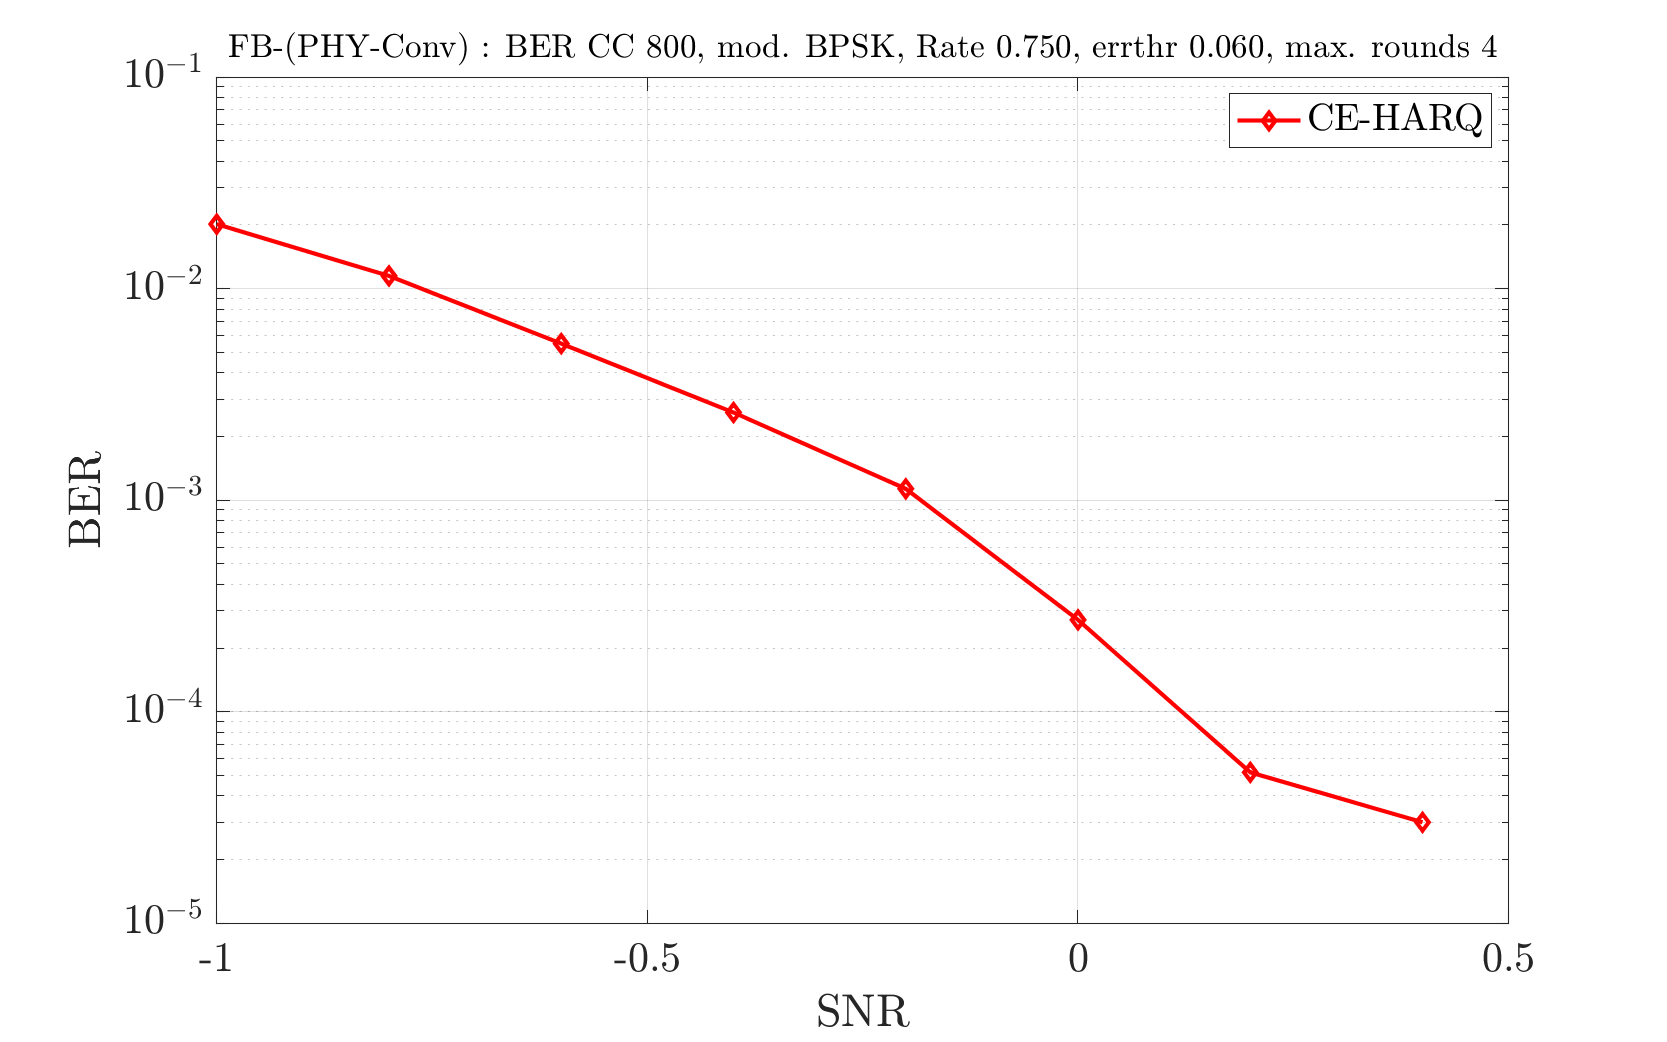 FB-(PHY-Conv) : BER CC 800, mod. BPSK, Rate 0.750, errthr 0.060, max. rounds 4
CE-HARQ
10⁻¹
10⁻²
10⁻³
10⁻⁴
10⁻⁵
BER
-1 -0.5 0 0.5
SNR